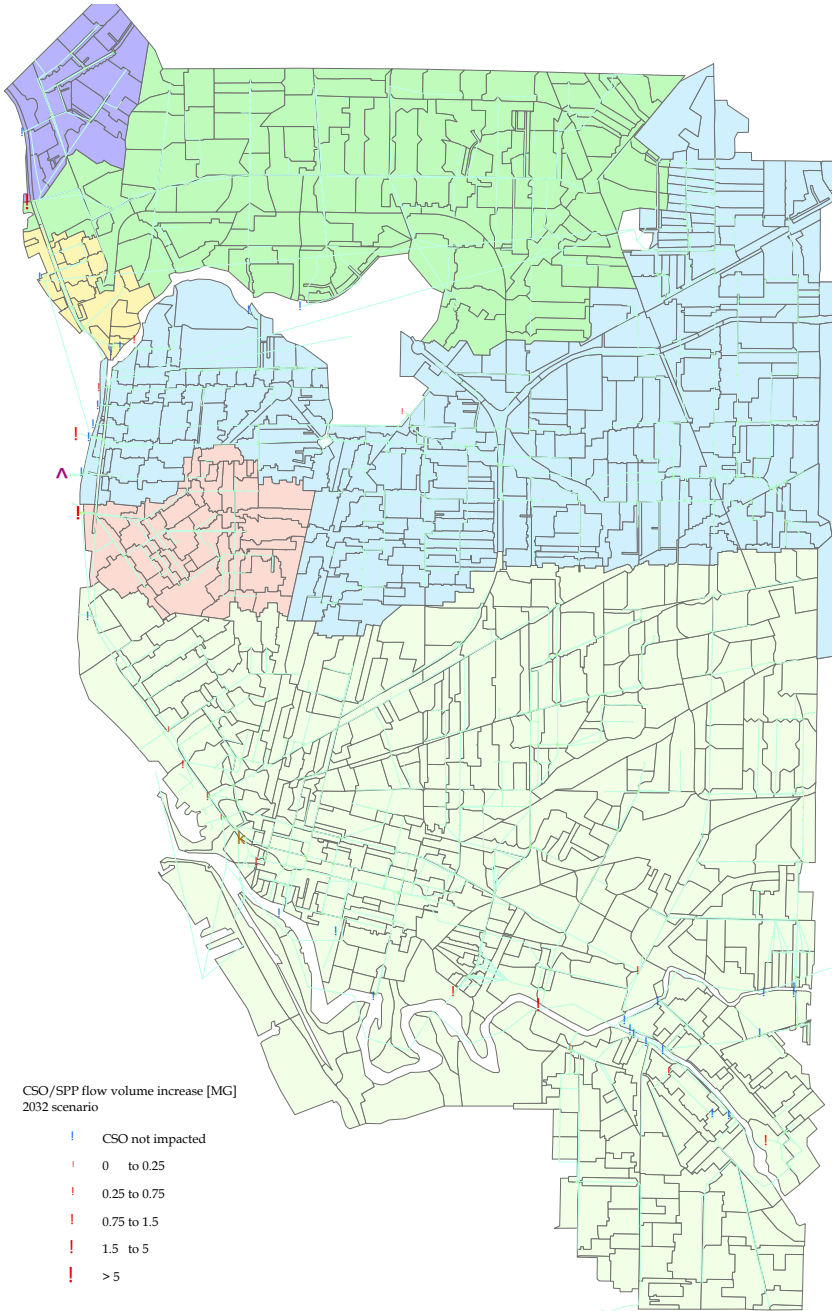 ^
k
CSO/SPP flow volume increase [MG]
2032 scenario
! CSO not impacted
! 0 to 0.25
! 0.25 to 0.75
! 0.75 to 1.5
! 1.5 to 5
! > 5